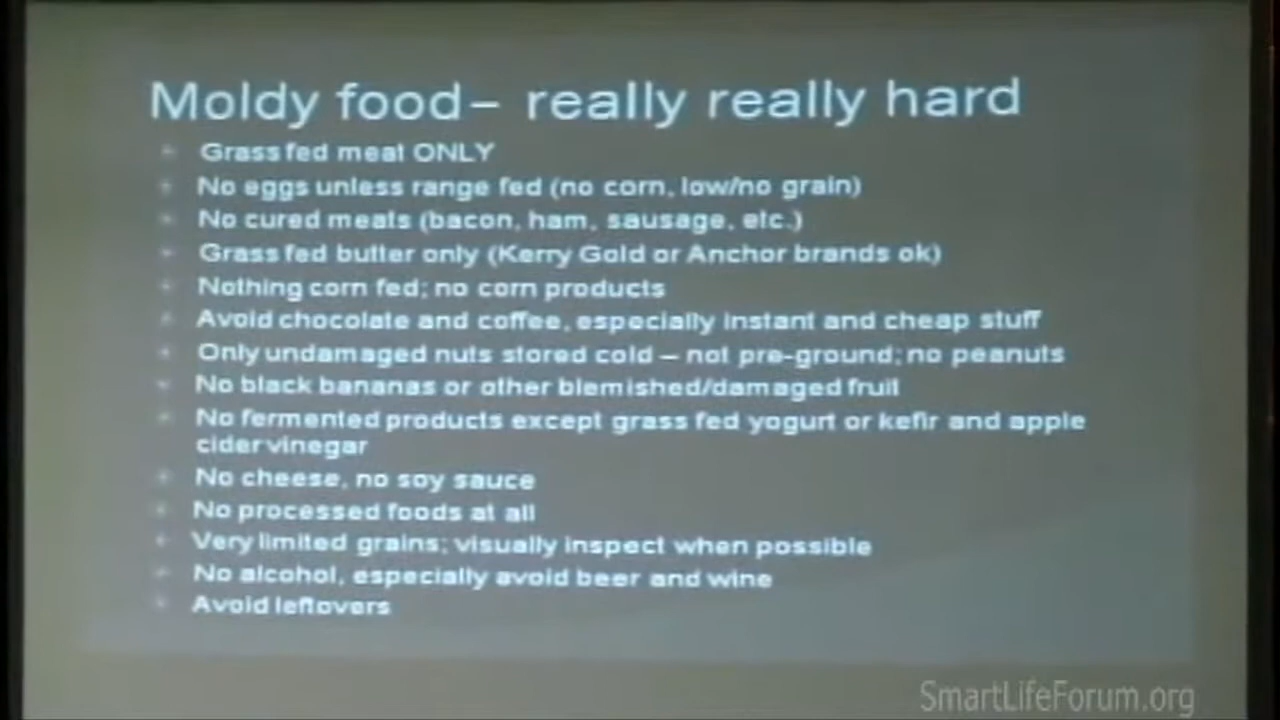 Moldy food – really really hard
Grass fed meat ONLY
No eggs unless range fed (no corn, low/no grain)
No cured meats (bacon, ham, sausage, etc.)
Grass fed butter only (Kerry Gold or Anchor brands ok)
Nothing corn fed; no corn products
Avoid chocolate and coffee, especially instant and cheap stuff
Only undamaged nuts stored cold – not pre-ground; no peanuts
No black bananas or other blemished/damaged fruit
No fermented products except grass fed yogurt or kefir and apple
cider vinegar
No cheese, no soy sauce
No processed foods at all
Very limited grains; visually inspect when possible
No alcohol, especially avoid beer and wine
Avoid leftovers
SmartLifeForum.org